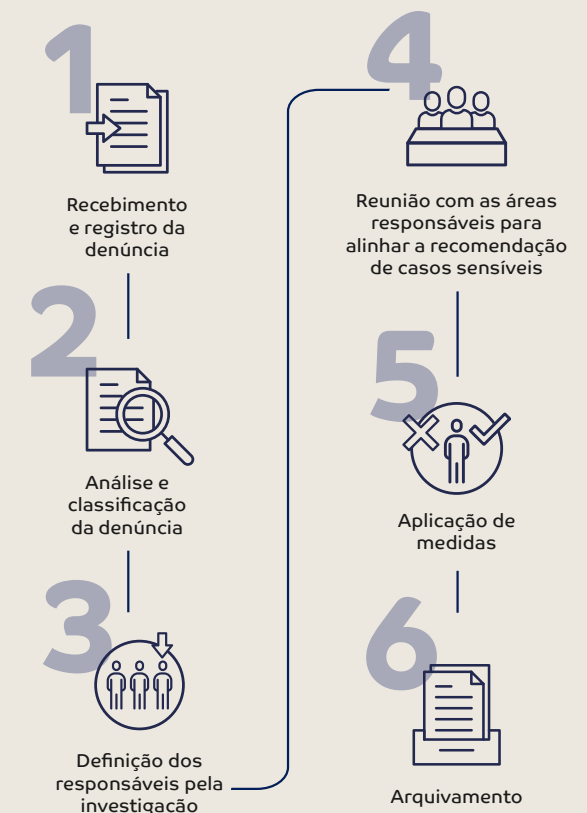 1
Recebimento
e registro da
denúncia
2
Análise e
classificação
da denúncia
3
Definição dos
responsáveis pela
investigação
4
Reunião com as áreas
responsáveis para
alinhar a recomendação
de casos sensíveis
5
Aplicação de
medidas
6
Arquivamento